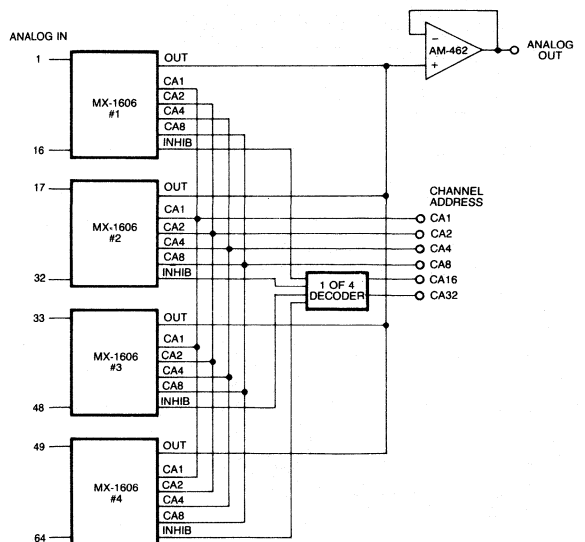 ANALOG IN
1
16
MX-1606
#1
OUT
CA1
CA2
CA4
CA8
INHIB
−
AM-462
+
ANALOG
OUT
17
32
MX-1606
#2
OUT
CA1
CA2
CA4
CA8
INHIB
CHANNEL
ADDRESS
CA1
CA2
CA4
CA8
CA16
CA32
1 OF 4
DECODER
33
48
MX-1606
#3
OUT
CA1
CA2
CA4
CA8
INHIB
49
64
MX-1606
#4
OUT
CA1
CA2
CA4
CA8
INHIB